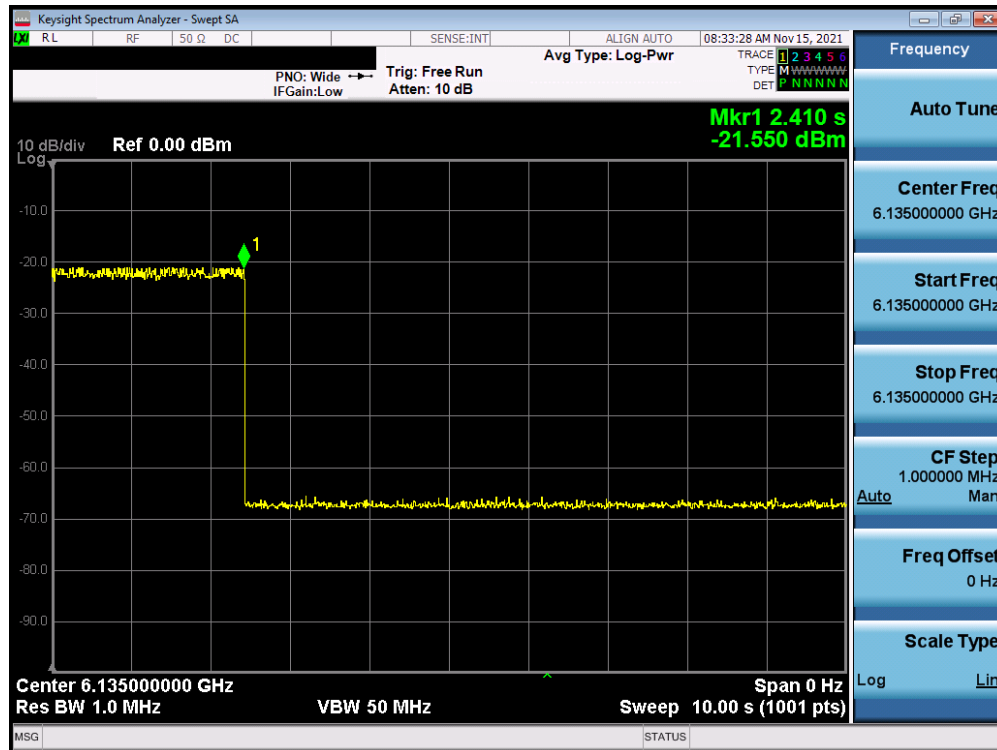 Keysight Spectrum Analyzer - Swept SA
LXI RL RF 50 Ω DC SENSE:INT ALIGN AUTO 08:33:28 AM Nov 15, 2021
PNO: Wide
IFGain:Low
Trig: Free Run
Atten: 10 dB
Avg Type: Log-Pwr
TRACE 1 2 3 4 5 6
TYPE M WWWWW
DET P N N N N N
Mkr1 2.410 s
-21.550 dBm
10 dB/div
Log
Ref 0.00 dBm
1
-10.0
-20.0
-30.0
-40.0
-50.0
-60.0
-70.0
-80.0
-90.0
Center 6.135000000 GHz
Span 0 Hz
Res BW 1.0 MHz
VBW 50 MHz
Sweep 10.00 s (1001 pts)
MSG
STATUS
Frequency
Auto Tune
Center Freq
6.135000000 GHz
Start Freq
6.135000000 GHz
Stop Freq
6.135000000 GHz
CF Step
1.000000 MHz
Auto Man
Freq Offset
0 Hz
Scale Type
Log Lin